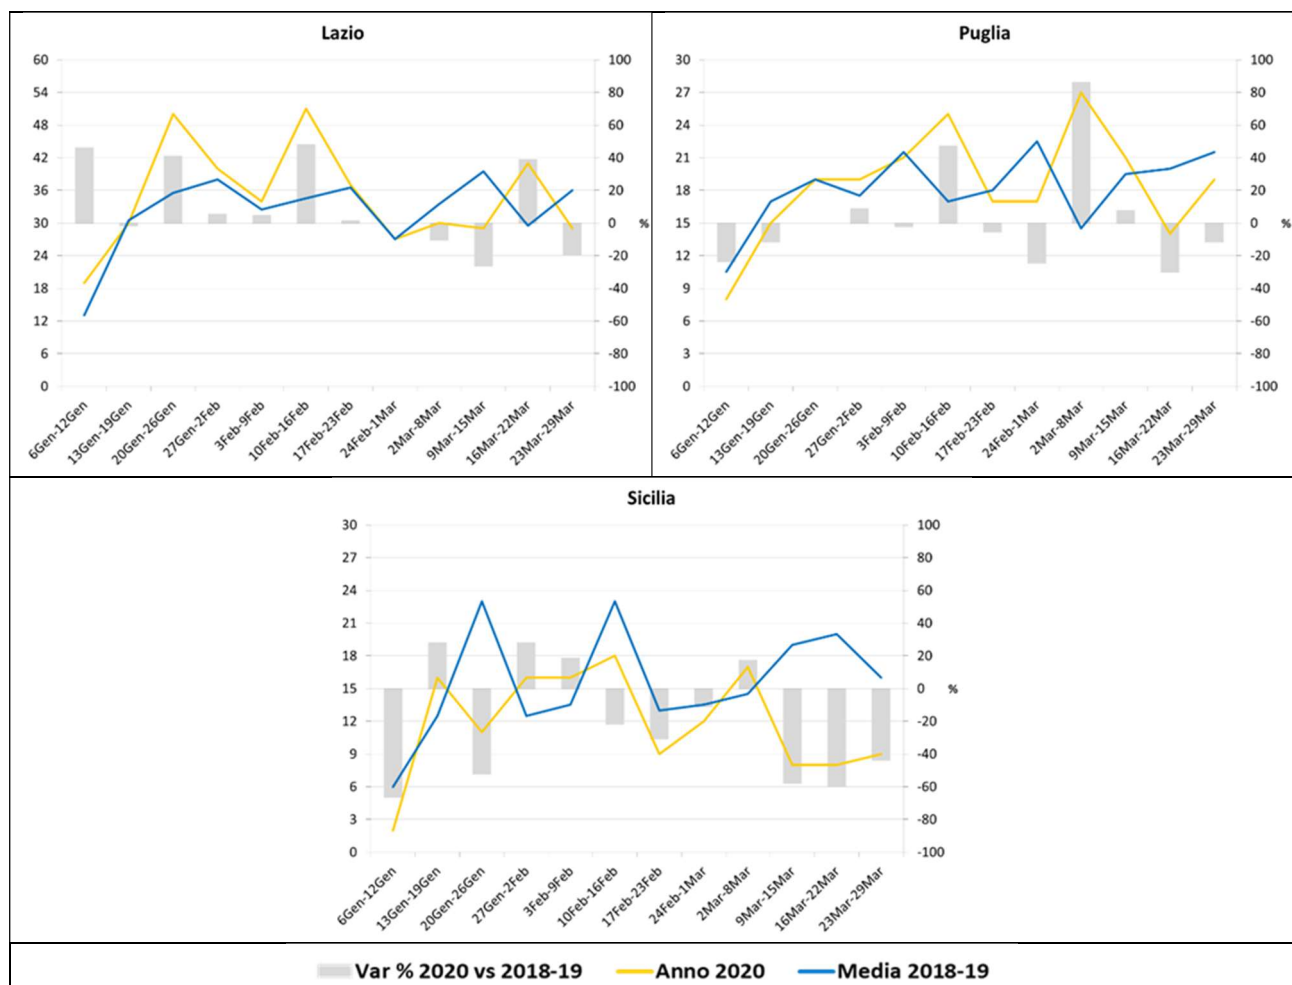 Lazio
60
54
48
42
36
30
24
18
12
6
0
100
80
60
40
20
0
-20
-40
-60
-80
-100
%
6Gen-12Gen
13Gen-19Gen
20Gen-26Gen
27Gen-2Feb
3Feb-9Feb
10Feb-16Feb
17Feb-23Feb
24Feb-1Mar
2Mar-8Mar
9Mar-15Mar
16Mar-22Mar
23Mar-29Mar
Puglia
30
27
24
21
18
15
12
9
6
3
0
100
80
60
40
20
0
-20
-40
-60
-80
-100
%
6Gen-12Gen
13Gen-19Gen
20Gen-26Gen
27Gen-2Feb
3Feb-9Feb
10Feb-16Feb
17Feb-23Feb
24Feb-1Mar
2Mar-8Mar
9Mar-15Mar
16Mar-22Mar
23Mar-29Mar
Sicilia
30
27
24
21
18
15
12
9
6
3
0
100
80
60
40
20
0
-20
-40
-60
-80
-100
%
6Gen-12Gen
13Gen-19Gen
20Gen-26Gen
27Gen-2Feb
3Feb-9Feb
10Feb-16Feb
17Feb-23Feb
24Feb-1Mar
2Mar-8Mar
9Mar-15Mar
16Mar-22Mar
23Mar-29Mar
Var % 2020 vs 2018-19 Anno 2020 Media 2018-19